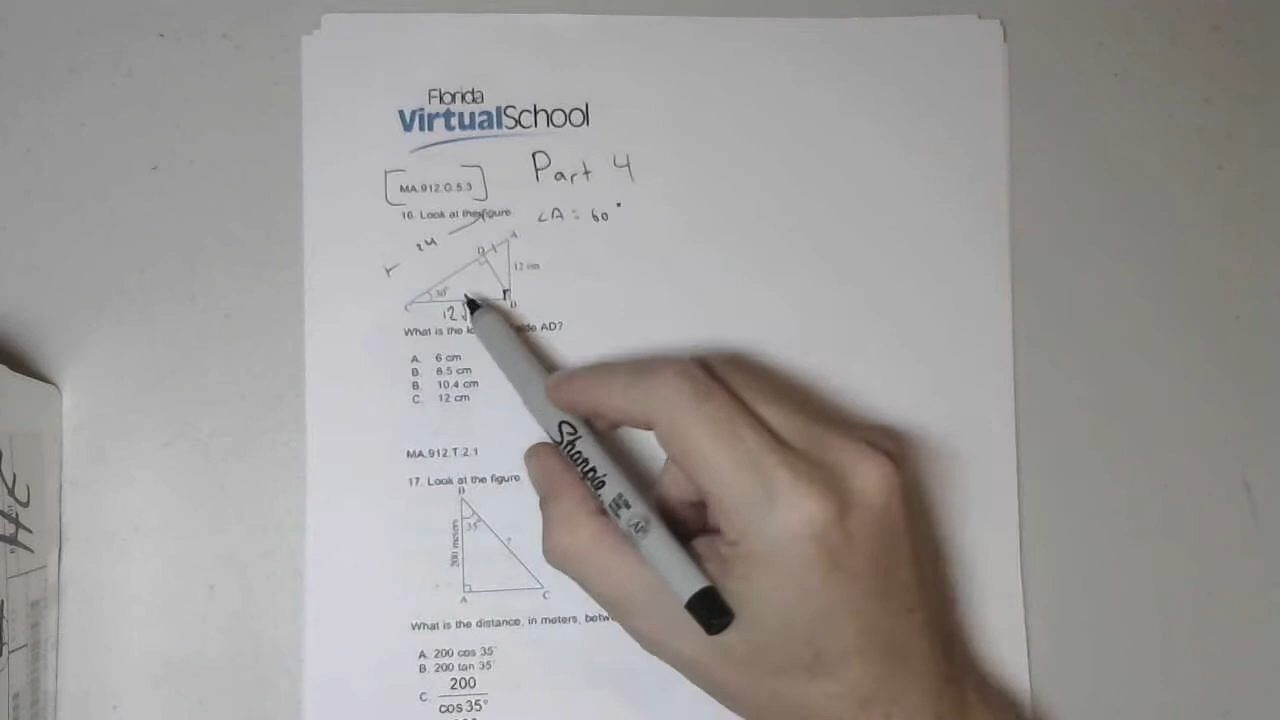 Florida
VirtualSchool
Part 4
MA.912.G.5.3
16. Look at the figure
∠A = 60°
24
A
D
12 cm
30°
C
B
12√
What is the le side AD?
A. 6 cm
B. 8.5 cm
B. 10.4 cm
C. 12 cm
MA.912.T.2.1
17. Look at the figure
B
35°
200 meters
?
A
C
What is the distance, in meters,
A. 200 cos 35°
B. 200 tan 35°
C. 200
cos 35°
Sharpie